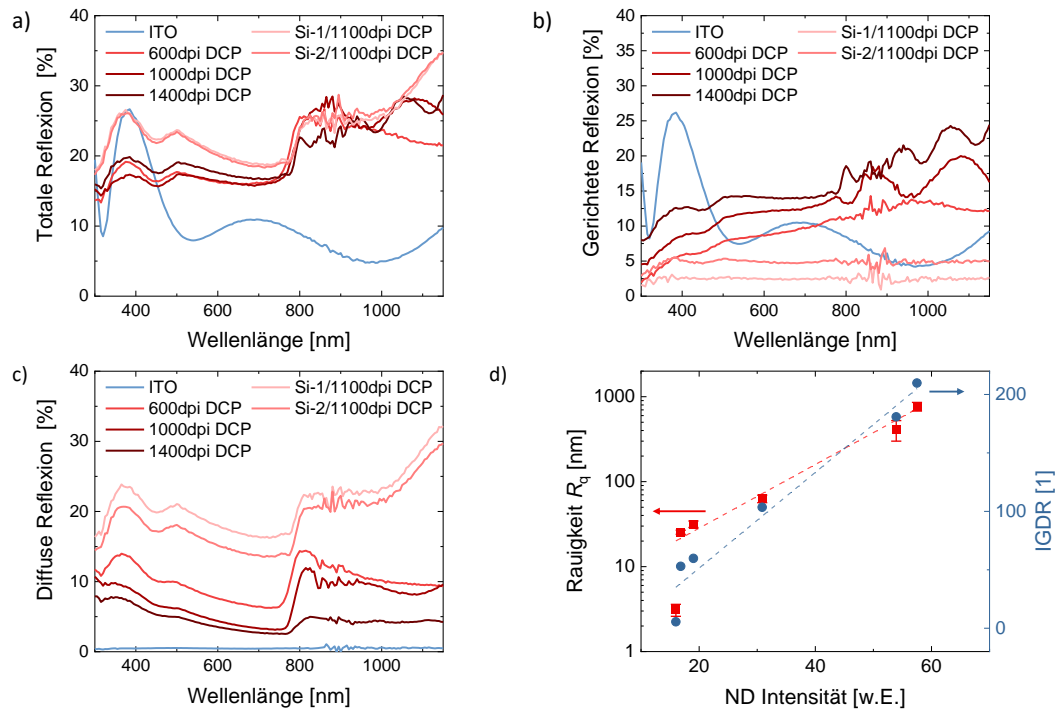 a)
Totale Reflexion [%]
40
30
20
10
0
ITO
600dpi DCP
1000dpi DCP
1400dpi DCP
Si-1/1100dpi DCP
Si-2/1100dpi DCP
400 600 800 1000
Wellenlänge [nm]
b)
Gerichtete Reflexion [%]
40
35
30
25
20
15
10
5
0
ITO
600dpi DCP
1000dpi DCP
1400dpi DCP
Si-1/1100dpi DCP
Si-2/1100dpi DCP
400 600 800 1000
Wellenlänge [nm]
c)
Diffuse Reflexion [%]
40
30
20
10
0
ITO
600dpi DCP
1000dpi DCP
1400dpi DCP
Si-1/1100dpi DCP
Si-2/1100dpi DCP
400 600 800 1000
Wellenlänge [nm]
d)
Rauigkeit Rq [nm]
1000
100
10
1
20 40 60
ND Intensität [w.E.]
200
100
0
IGDR [1]